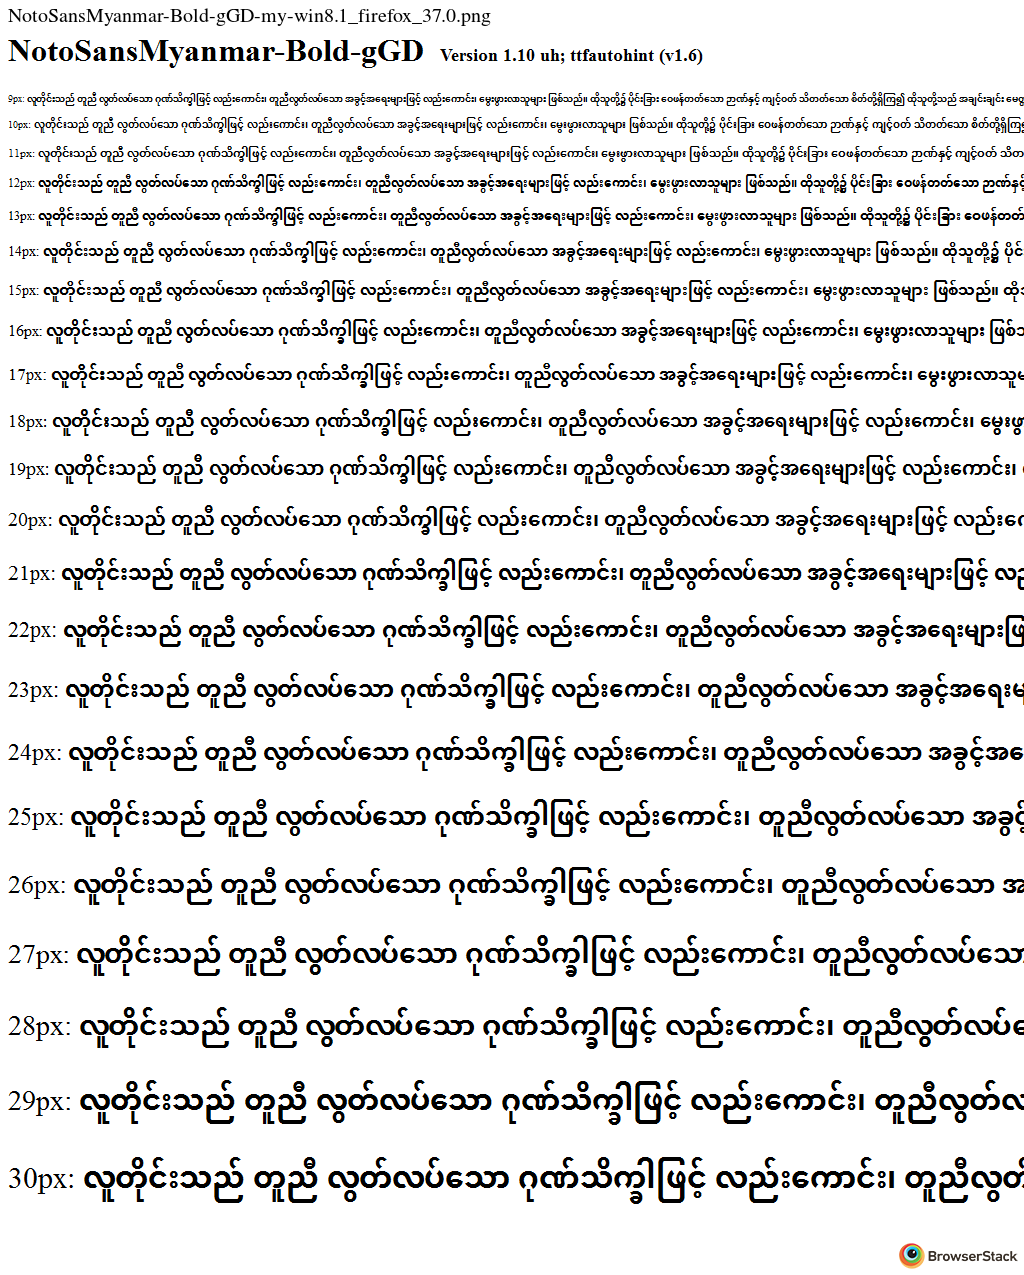 NotoSansMyanmar-Bold-gGD-my-win8.1_firefox_37.0.png
NotoSansMyanmar-Bold-gGD Version 1.10 uh; ttfautohint (v1.6)
9px: လူတိုင်းသည် တူညီ လွတ်လပ်သော ဂုဏ်သိက္ခါဖြင့် လည်းကောင်း၊ တူညီလွတ်လပ်သော အခွင့်အရေးများဖြင့် လည်းကောင်း၊ မွေးဖွားလာသူများ ဖြစ်သည်။ ထိုသူတို့၌ ပိုင်းခြား ဝေဖန်တတ်သော ဉာဏ်နှင့် ကျင့်ဝတ် သိတတ်သော စိတ်တို့ရှိကြ၍ ထိုသူတို့သည် အချင်းချင်း
10px: လူတိုင်းသည် တူညီ လွတ်လပ်သော ဂုဏ်သိက္ခါဖြင့် လည်းကောင်း၊ တူညီလွတ်လပ်သော အခွင့်အရေးများဖြင့် လည်းကောင်း၊ မွေးဖွားလာသူများ ဖြစ်သည်။ ထိုသူတို့၌ ပိုင်းခြား ဝေဖန်တတ်သော ဉာဏ်နှင့် ကျင့်ဝတ် သိတတ်သော
11px: လူတိုင်းသည် တူညီ လွတ်လပ်သော ဂုဏ်သိက္ခါဖြင့် လည်းကောင်း၊ တူညီလွတ်လပ်သော အခွင့်အရေးများဖြင့် လည်းကောင်း၊ မွေးဖွားလာသူများ ဖြစ်သည်။ ထိုသူတို့၌ ပိုင်းခြား ဝေဖန်တတ်သော ဉာဏ်နှင့် ကျင့်ဝတ် သိတ
12px: လူတိုင်းသည် တူညီ လွတ်လပ်သော ဂုဏ်သိက္ခါဖြင့် လည်းကောင်း၊ တူညီလွတ်လပ်သော အခွင့်အရေးများဖြင့် လည်းကောင်း၊ မွေးဖွားလာသူများ ဖြစ်သည်။ ထိုသူတို့၌ ပိုင်းခြား ဝေဖန်တတ်သော ဉာဏ်နှင့်
13px: လူတိုင်းသည် တူညီ လွတ်လပ်သော ဂုဏ်သိက္ခါဖြင့် လည်းကောင်း၊ တူညီလွတ်လပ်သော အခွင့်အရေးများဖြင့် လည်းကောင်း၊ မွေးဖွားလာသူများ ဖြစ်သည်။ ထိုသူတို့၌ ပိုင်းခြား ဝေဖန်တ
14px: လူတိုင်းသည် တူညီ လွတ်လပ်သော ဂုဏ်သိက္ခါဖြင့် လည်းကောင်း၊ တူညီလွတ်လပ်သော အခွင့်အရေးများဖြင့် လည်းကောင်း၊ မွေးဖွားလာသူများ ဖြစ်သည်။ ထိုသူတို့၌ ပိုင်
15px: လူတိုင်းသည် တူညီ လွတ်လပ်သော ဂုဏ်သိက္ခါဖြင့် လည်းကောင်း၊ တူညီလွတ်လပ်သော အခွင့်အရေးများဖြင့် လည်းကောင်း၊ မွေးဖွားလာသူများ ဖြစ်သည်။ ထို
16px: လူတိုင်းသည် တူညီ လွတ်လပ်သော ဂုဏ်သိက္ခါဖြင့် လည်းကောင်း၊ တူညီလွတ်လပ်သော အခွင့်အရေးများဖြင့် လည်းကောင်း၊ မွေးဖွားလာသူများ ဖြစ်
17px: လူတိုင်းသည် တူညီ လွတ်လပ်သော ဂုဏ်သိက္ခါဖြင့် လည်းကောင်း၊ တူညီလွတ်လပ်သော အခွင့်အရေးများဖြင့် လည်းကောင်း၊ မွေးဖွားလာသူ
18px: လူတိုင်းသည် တူညီ လွတ်လပ်သော ဂုဏ်သိက္ခါဖြင့် လည်းကောင်း၊ တူညီလွတ်လပ်သော အခွင့်အရေးများဖြင့် လည်းကောင်း၊ မွေးဖွ
19px: လူတိုင်းသည် တူညီ လွတ်လပ်သော ဂုဏ်သိက္ခါဖြင့် လည်းကောင်း၊ တူညီလွတ်လပ်သော အခွင့်အရေးများဖြင့် လည်းကောင်း၊
20px: လူတိုင်းသည် တူညီ လွတ်လပ်သော ဂုဏ်သိက္ခါဖြင့် လည်းကောင်း၊ တူညီလွတ်လပ်သော အခွင့်အရေးများဖြင့် လည်း
21px: လူတိုင်းသည် တူညီ လွတ်လပ်သော ဂုဏ်သိက္ခါဖြင့် လည်းကောင်း၊ တူညီလွတ်လပ်သော အခွင့်အရေးများဖြင့် လည
22px: လူတိုင်းသည် တူညီ လွတ်လပ်သော ဂုဏ်သိက္ခါဖြင့် လည်းကောင်း၊ တူညီလွတ်လပ်သော အခွင့်အရေးများဖြ
23px: လူတိုင်းသည် တူညီ လွတ်လပ်သော ဂုဏ်သိက္ခါဖြင့် လည်းကောင်း၊ တူညီလွတ်လပ်သော အခွင့်အရေးမ
24px: လူတိုင်းသည် တူညီ လွတ်လပ်သော ဂုဏ်သိက္ခါဖြင့် လည်းကောင်း၊ တူညီလွတ်လပ်သော အခွင့်အ
25px: လူတိုင်းသည် တူညီ လွတ်လပ်သော ဂုဏ်သိက္ခါဖြင့် လည်းကောင်း၊ တူညီလွတ်လပ်သော အခွင့်
26px: လူတိုင်းသည် တူညီ လွတ်လပ်သော ဂုဏ်သိက္ခါဖြင့် လည်းကောင်း၊ တူညီလွတ်လပ်သော အ
27px: လူတိုင်းသည် တူညီ လွတ်လပ်သော ဂုဏ်သိက္ခါဖြင့် လည်းကောင်း၊ တူညီလွတ်လပ်သော
28px: လူတိုင်းသည် တူညီ လွတ်လပ်သော ဂုဏ်သိက္ခါဖြင့် လည်းကောင်း၊ တူညီလွတ်လပ်
29px: လူတိုင်းသည် တူညီ လွတ်လပ်သော ဂုဏ်သိက္ခါဖြင့် လည်းကောင်း၊ တူညီလွတ်လ
30px: လူတိုင်းသည် တူညီ လွတ်လပ်သော ဂုဏ်သိက္ခါဖြင့် လည်းကောင်း၊ တူညီလွတ်
BrowserStack